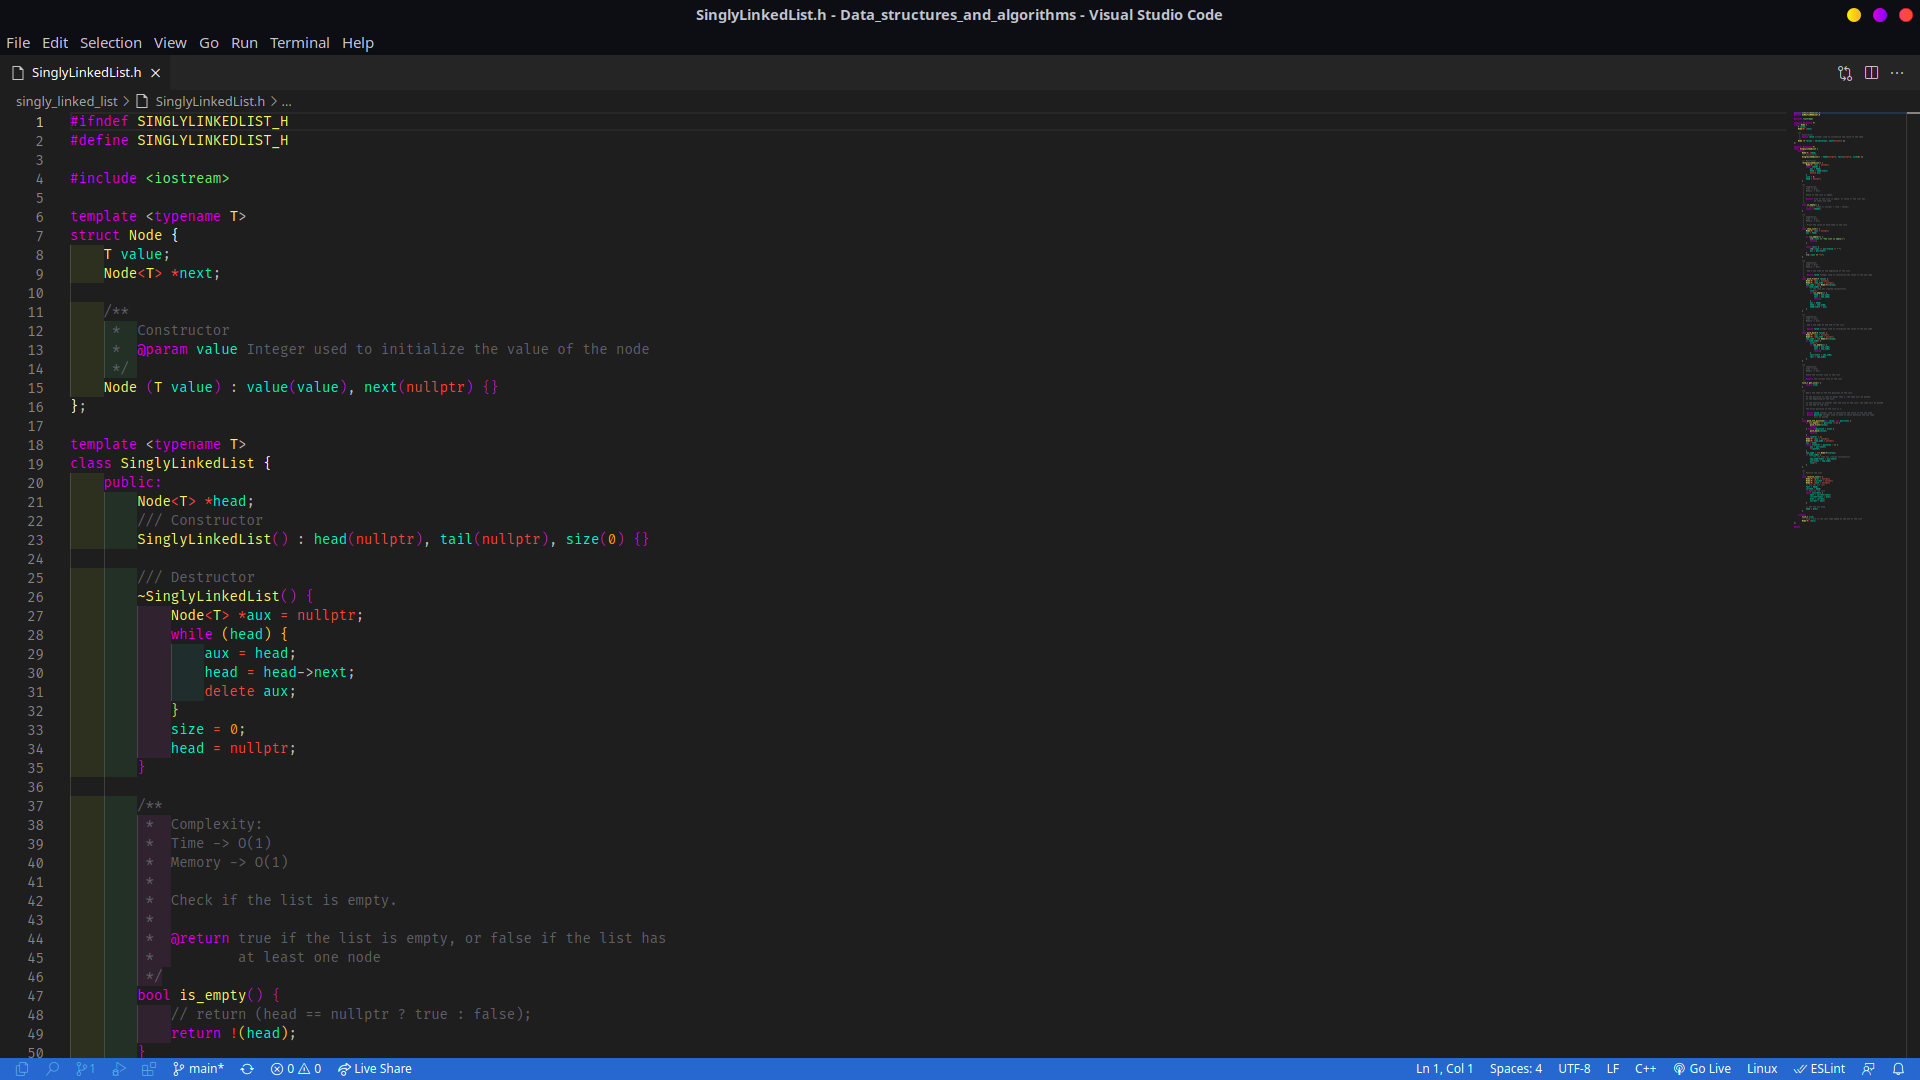 SinglyLinkedList.h - Data_structures_and_algorithms - Visual Studio Code
File Edit Selection View Go Run Terminal Help
SinglyLinkedList.h
singly_linked_list > SinglyLinkedList.h > ...
1 #ifndef SINGLYLINKEDLIST_H
2 #define SINGLYLINKEDLIST_H
3
4 #include <iostream>
5
6 template <typename T>
7 struct Node {
8     T value;
9     Node<T> *next;
10
11     /**
12      *  Constructor
13      *  @param value Integer used to initialize the value of the node
14      */
15     Node (T value) : value(value), next(nullptr) {}
16 };
17
18 template <typename T>
19 class SinglyLinkedList {
20     public:
21         Node<T> *head;
22         /// Constructor
23         SinglyLinkedList() : head(nullptr), tail(nullptr), size(0) {}
24
25         /// Destructor
26         ~SinglyLinkedList() {
27             Node<T> *aux = nullptr;
28             while (head) {
29                 aux = head;
30                 head = head->next;
31                 delete aux;
32             }
33             size = 0;
34             head = nullptr;
35         }
36
37         /**
38          *  Complexity:
39          *  Time -> O(1)
40          *  Memory -> O(1)
41          *
42          *  Check if the list is empty.
43          *
44          *  @return true if the list is empty, or false if the list has
45          *          at least one node
46          */
47         bool is_empty() {
48             // return (head == nullptr ? true : false);
49             return !(head);
50         }
1 main* 0 0 Live Share Ln 1, Col 1 Spaces: 4 UTF-8 LF C++ Go Live Linux ESLint